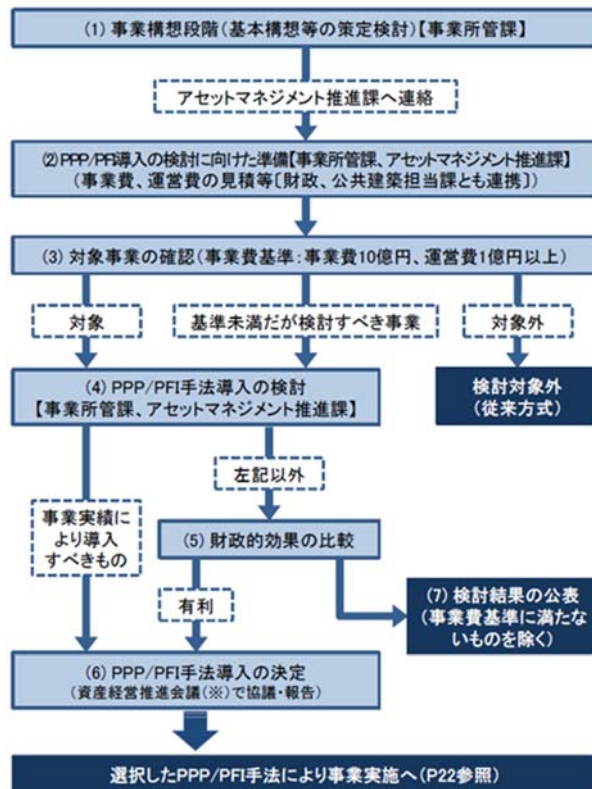 (1) 事業構想段階(基本構想等の策定検討)【事業所管課】
アセットマネジメント推進課へ連絡
(2) PPP/PFI導入の検討に向けた準備【事業所管課、アセットマネジメント推進課】
(事業費、運営費の見積等〔財政、公共建築担当課とも連携〕)
(3) 対象事業の確認(事業費基準:事業費10億円、運営費1億円以上)
対象
基準未満だが検討すべき事業
対象外
(4) PPP/PFI手法導入の検討
【事業所管課、アセットマネジメント推進課】
検討対象外
(従来方式)
左記以外
事業実績に
より導入
すべきもの
(5) 財政的効果の比較
有利
(7) 検討結果の公表
(事業費基準に満たな
いものを除く)
(6) PPP/PFI手法導入の決定
(資産経営推進会議(※)で協議・報告)
選択したPPP/PFI手法により事業実施へ(P22参照)